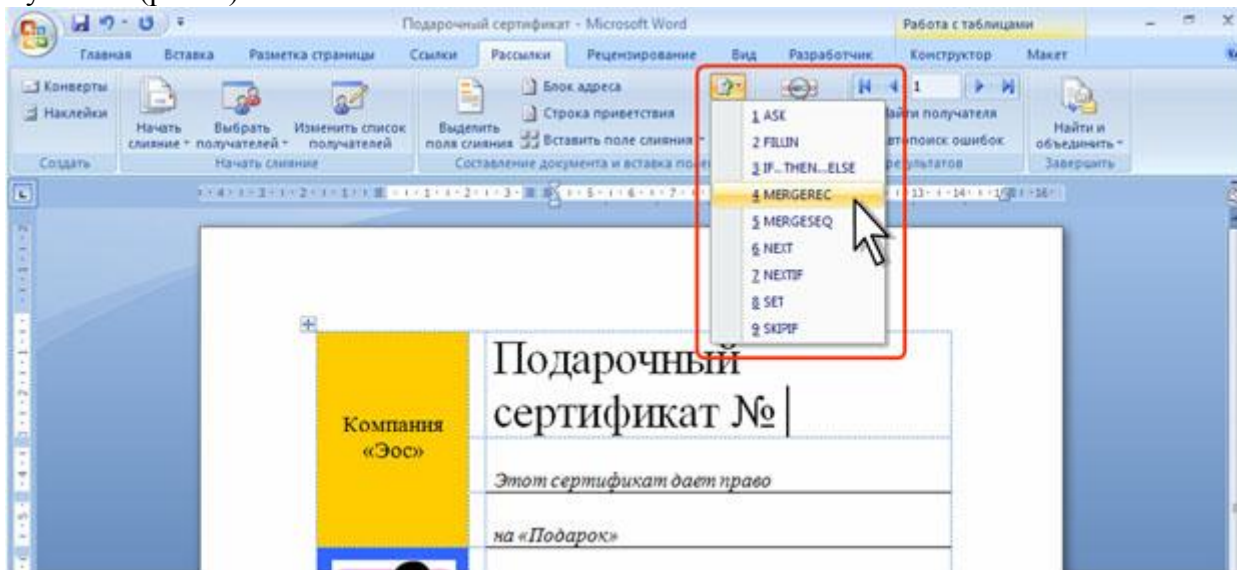 Подарочный сертификат - Microsoft Word
Работа с таблицами
Главная Вставка Разметка страницы Ссылки Рассылки Рецензирование Вид Разработчик Конструктор Макет
Конверты
Наклейки
Создать
Начать слияние
Выбрать получателей
Изменить список получателей
Начать слияние
Выделить поля слияния
Блок адреса
Строка приветствия
Вставить поле слияния
Составление документа и вставка
1
Найти и объединить
Завершить
1 ASK
2 FILLIN
3 IF...THEN...ELSE
4 MERGEREC
5 MERGESEQ
6 NEXT
7 NEXTIF
8 SET
9 SKIPIF
Компания
«Эос»
Подарочный
сертификат №
Этот сертификат дает право
на «Подарок»